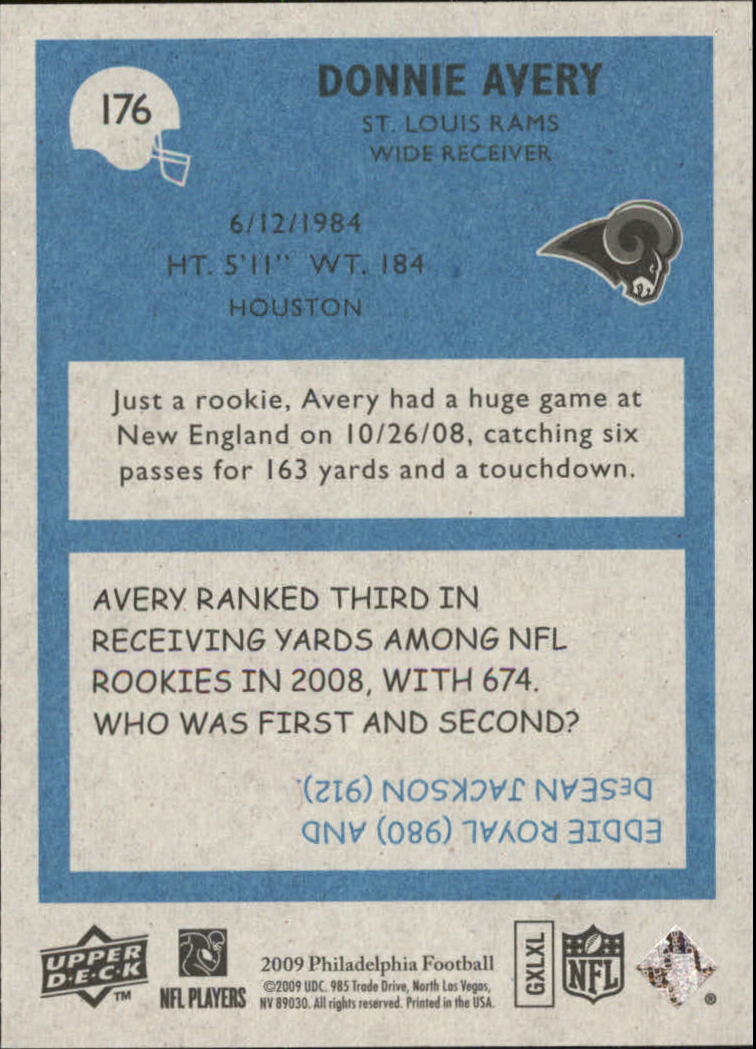 176
DONNIE AVERY
ST. LOUIS RAMS
WIDE RECEIVER
6/12/1984
HT. 5'11" WT. 184
HOUSTON
Just a rookie, Avery had a huge game at
New England on 10/26/08, catching six
passes for 163 yards and a touchdown.
AVERY RANKED THIRD IN
RECEIVING YARDS AMONG NFL
ROOKIES IN 2008, WITH 674.
WHO WAS FIRST AND SECOND?
EDDIE ROYAL (980) AND
DeSEAN JACKSON (912).
UPPER
D·E·C·K
TM
NFL PLAYERS
2009 Philadelphia Football
©2009 UDC. 985 Trade Drive, North Las Vegas,
NV 89030. All rights reserved. Printed in the USA.
GXLXL
NFL
®